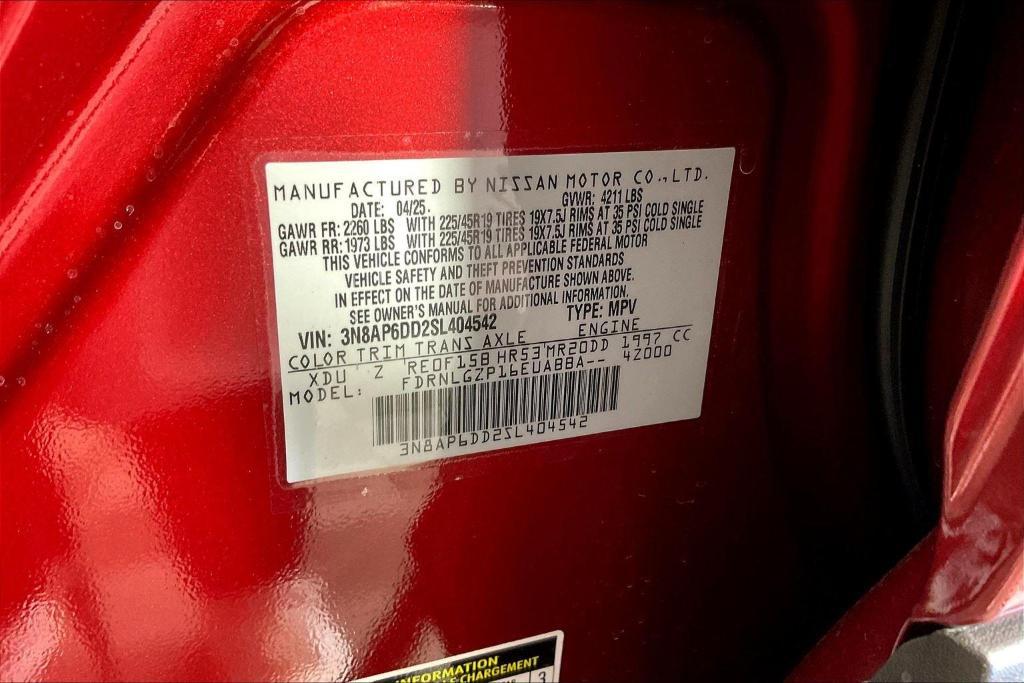 MANUFACTURED BY NISSAN MOTOR CO.,LTD.
DATE: 04/25. GVWR: 4211 LBS
GAWR FR: 2260 LBS WITH 225/45R19 TIRES 19X7.5J RIMS AT 35 PSI COLD SINGLE
GAWR RR: 1973 LBS WITH 225/45R19 TIRES 19X7.5J RIMS AT 35 PSI COLD SINGLE
THIS VEHICLE CONFORMS TO ALL APPLICABLE FEDERAL MOTOR
VEHICLE SAFETY AND THEFT PREVENTION STANDARDS
IN EFFECT ON THE DATE OF MANUFACTURE SHOWN ABOVE.
SEE OWNER'S MANUAL FOR ADDITIONAL INFORMATION.
VIN: 3N8AP6DD2SL404542 TYPE: MPV
COLOR TRIM TRANS AXLE ENGINE
XDU Z RE0F15B HR53 MR20DD 1997 CC
MODEL: FDRNLGZP16EUA8BA-- 4Z000
3N8AP6DD2SL404542
INFORMATION
CHARGEMENT
3